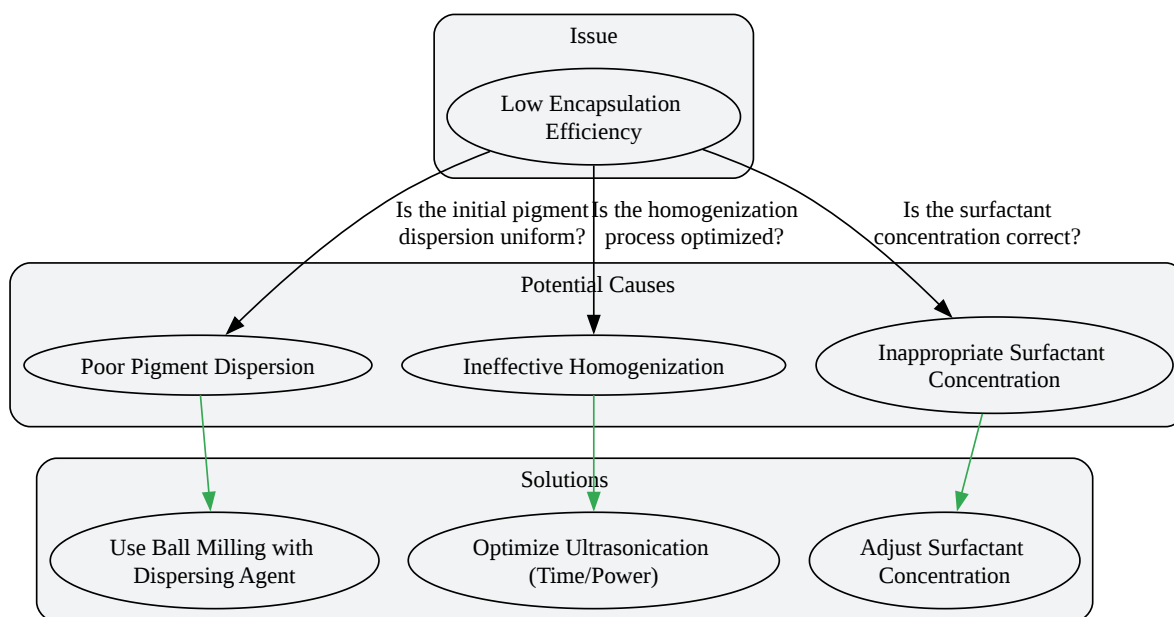 Issue
Low Encapsulation
Efficiency
Is the initial pigment
dispersion uniform?
Is the homogenization
process optimized?
Is the surfactant
concentration correct?
Potential Causes
Poor Pigment Dispersion
Ineffective Homogenization
Inappropriate Surfactant
Concentration
Solutions
Use Ball Milling with
Dispersing Agent
Optimize Ultrasonication
(Time/Power)
Adjust Surfactant
Concentration